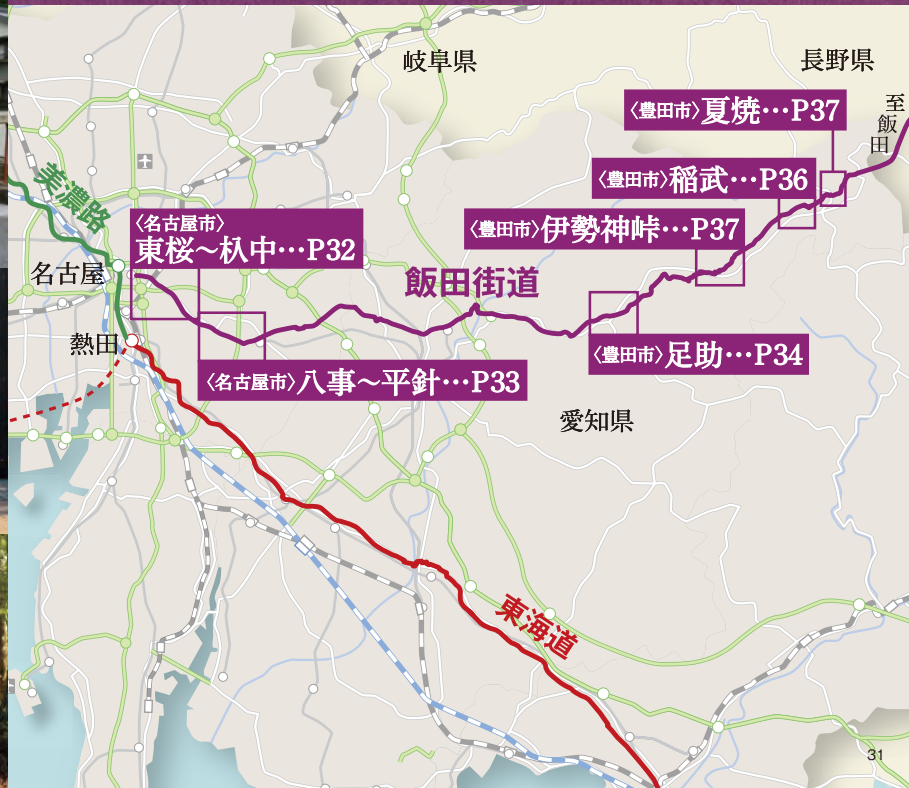 岐阜県
長野県
〈豊田市〉夏焼…P37
至飯田
〈豊田市〉稲武…P36
美濃路
〈名古屋市〉
東桜〜杁中…P32
〈豊田市〉伊勢神峠…P37
名古屋
飯田街道
熱田
〈豊田市〉足助…P34
〈名古屋市〉八事〜平針…P33
愛知県
東海道
31